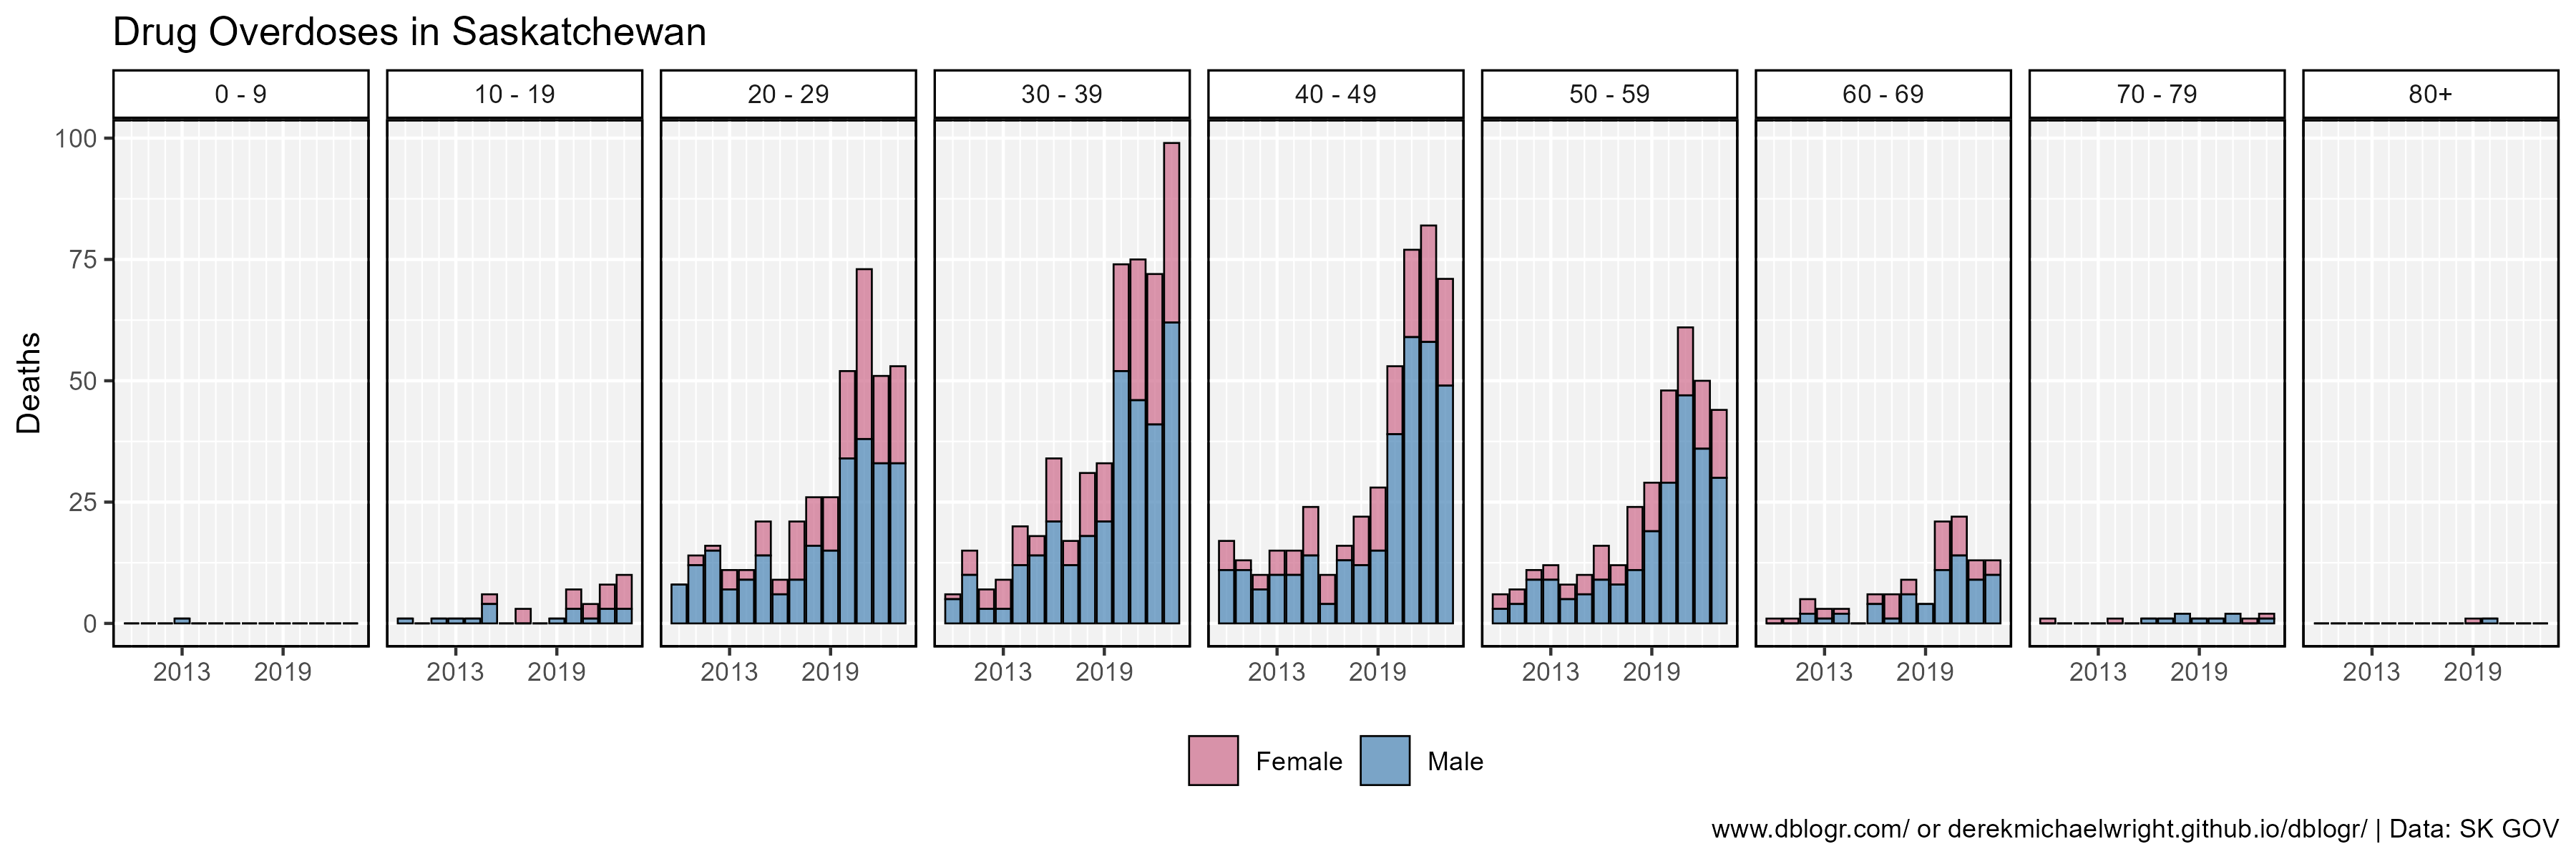 Drug Overdoses in Saskatchewan
0 - 9 10 - 19 20 - 29 30 - 39 40 - 49 50 - 59 60 - 69 70 - 79 80+
100
75
50
25
0
Deaths
2013 2019 2013 2019 2013 2019 2013 2019 2013 2019 2013 2019 2013 2019 2013 2019 2013 2019
Female Male
www.dblogr.com/ or derekmichaelwright.github.io/dblogr/ | Data: SK GOV